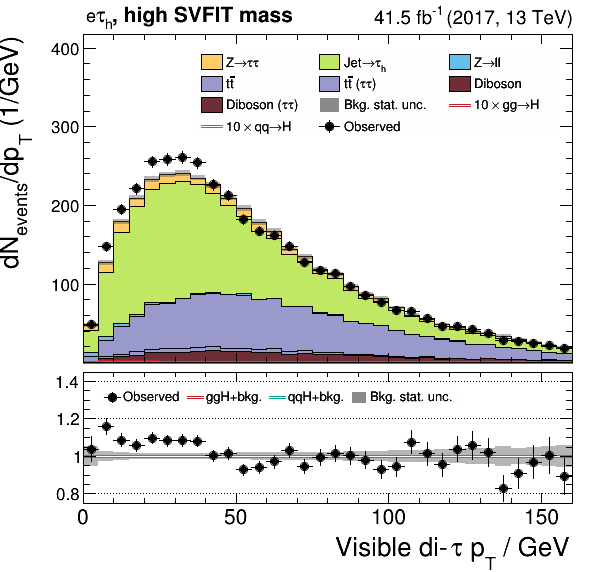 eτh, high SVFIT mass 41.5 fb-1 (2017, 13 TeV)
400
Z→ττ Jet→τh Z→ll
tt̄ tt̄ (ττ) Diboson
Diboson (ττ) Bkg. stat. unc. 10 × gg→H
10 × qq→H Observed
300
200
100
dNevents/dpT (1/GeV)
1.4
Observed ggH+bkg. qqH+bkg. Bkg. stat. unc.
1.2
1
0.8
0 50 100 150
Visible di-τ pT / GeV